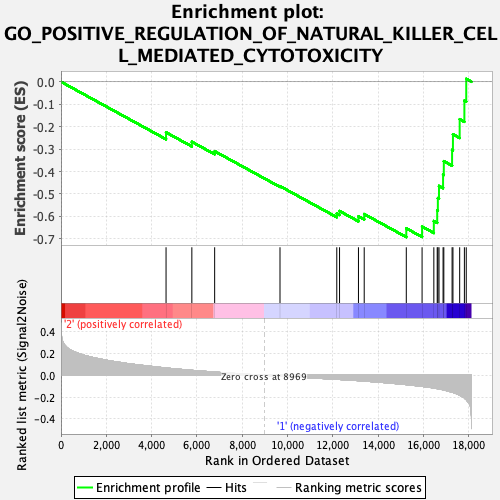 Enrichment plot:
GO_POSITIVE_REGULATION_OF_NATURAL_KILLER_CEL
L_MEDIATED_CYTOTOXICITY
Enrichment score (ES)
0.0
-0.1
-0.2
-0.3
-0.4
-0.5
-0.6
-0.7
'2' (positively correlated)
Ranked list metric (Signal2Noise)
0.4
0.2
0.0
-0.2
-0.4
Zero cross at 8969
'1' (negatively correlated)
0 2,000 4,000 6,000 8,000 10,000 12,000 14,000 16,000 18,000
Rank in Ordered Dataset
Enrichment profile Hits Ranking metric scores